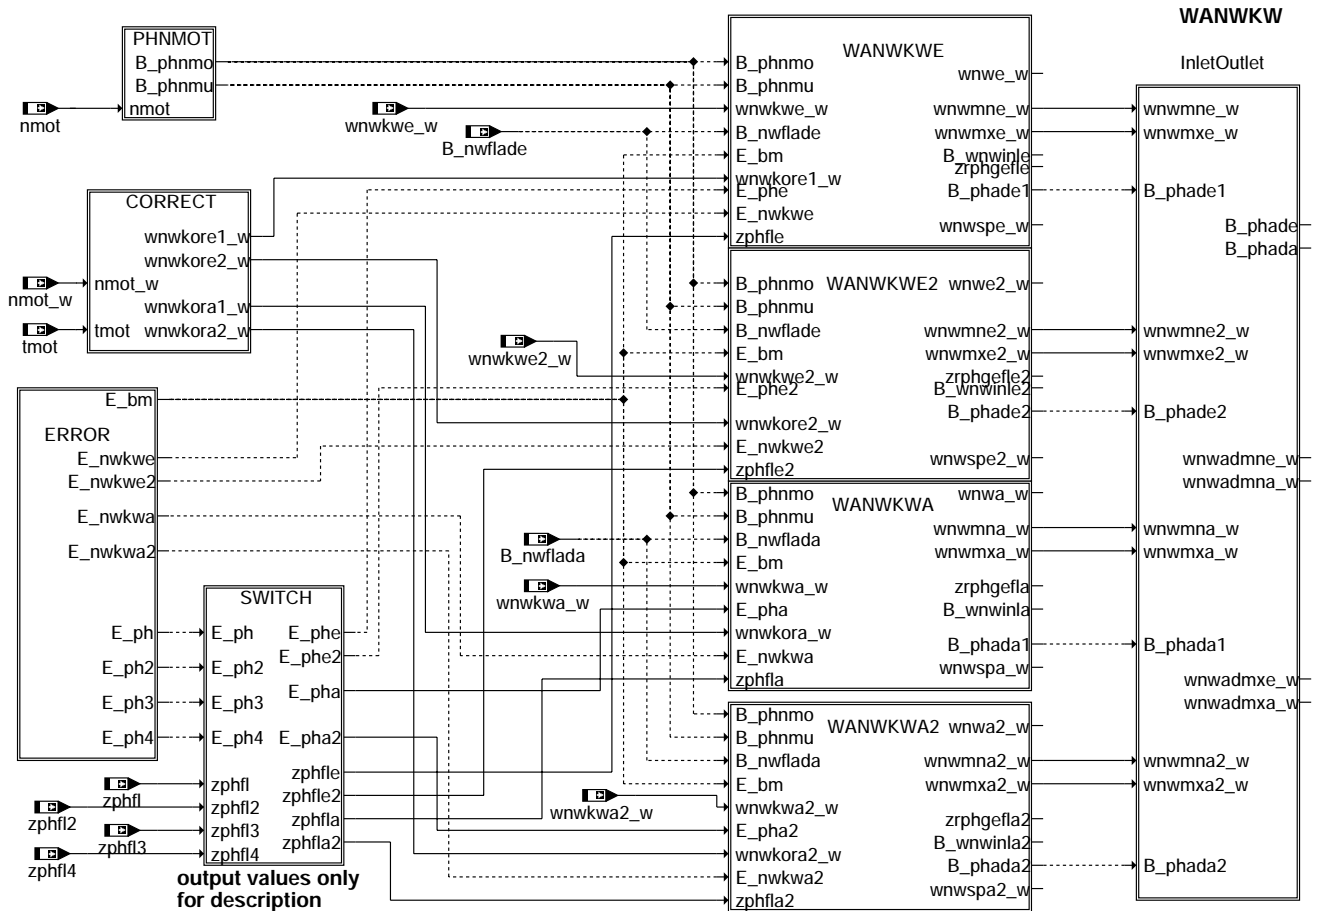 WANWKW
PHNMOT
B_phnmo
B_phnmu
nmot
nmot
wnwkwe_w
B_nwflade
WANWKWE
B_phnmo
B_phnmu
wnwkwe_w
B_nwflade
E_bm
wnwkore1_w
E_phe
E_nwkwe
zphfle
wnwe_w
wnwmne_w
wnwmxe_w
B_wnwinle
zrphgefle
B_phade1
wnwspe_w
InletOutlet
wnwmne_w
wnwmxe_w
B_phade1
B_phade
B_phada
wnwmne2_w
wnwmxe2_w
B_phade2
wnwadmne_w
wnwadmna_w
wnwmna_w
wnwmxa_w
B_phada1
wnwadmxe_w
wnwadmxa_w
wnwmna2_w
wnwmxa2_w
B_phada2
CORRECT
wnwkore1_w
wnwkore2_w
nmot_w
wnwkora1_w
tmot
wnwkora2_w
nmot_w
tmot
wnwkwe2_w
WANWKWE2
B_phnmo
B_phnmu
B_nwflade
E_bm
wnwkwe2_w
E_phe2
wnwkore2_w
E_nwkwe2
zphfle2
wnwe2_w
wnwmne2_w
wnwmxe2_w
zrphgefle2
B_wnwinle2
B_phade2
wnwspe2_w
ERROR
E_bm
E_nwkwe
E_nwkwe2
E_nwkwa
E_nwkwa2
E_ph
E_ph2
E_ph3
E_ph4
B_nwflada
wnwkwa_w
WANWKWA
B_phnmo
B_phnmu
B_nwflada
E_bm
wnwkwa_w
E_pha
wnwkora_w
E_nwkwa
zphfla
wnwa_w
wnwmna_w
wnwmxa_w
zrphgefla
B_wnwinla
B_phada1
wnwspa_w
SWITCH
E_ph
E_ph2
E_ph3
E_ph4
zphfl
zphfl2
zphfl3
zphfl4
E_phe
E_phe2
E_pha
E_pha2
zphfle
zphfle2
zphfla
zphfla2
zphfl
zphfl2
zphfl3
zphfl4
output values only
for description
wnwkwa2_w
WANWKWA2
B_phnmo
B_phnmu
B_nwflada
E_bm
wnwkwa2_w
E_pha2
wnwkora2_w
E_nwkwa2
zphfla2
wnwa2_w
wnwmna2_w
wnwmxa2_w
zrphgefla2
B_wnwinla2
B_phada2
wnwspa2_w